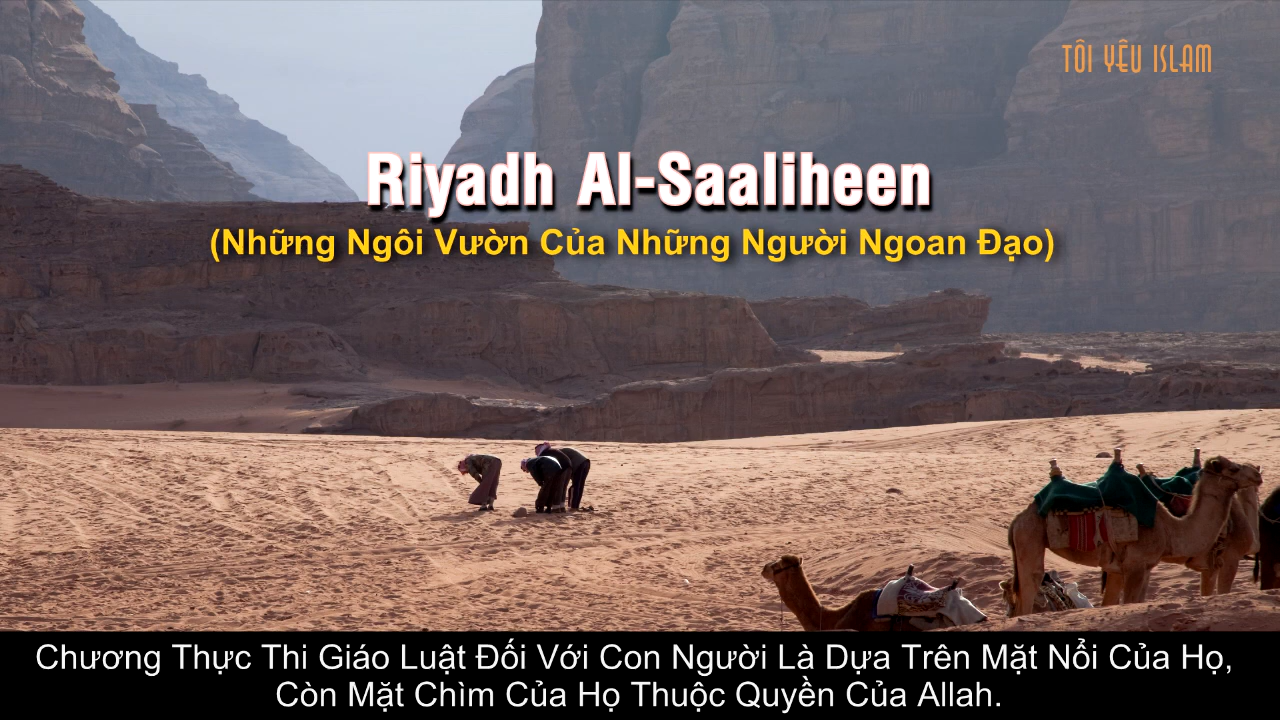 TÔI YÊU ISLAM
Riyadh Al-Saaliheen
(Những Ngôi Vườn Của Những Người Ngoan Đạo)
Chương Thực Thi Giáo Luật Đối Với Con Người Là Dựa Trên Mặt Nổi Của Họ,
Còn Mặt Chìm Của Họ Thuộc Quyền Của Allah.